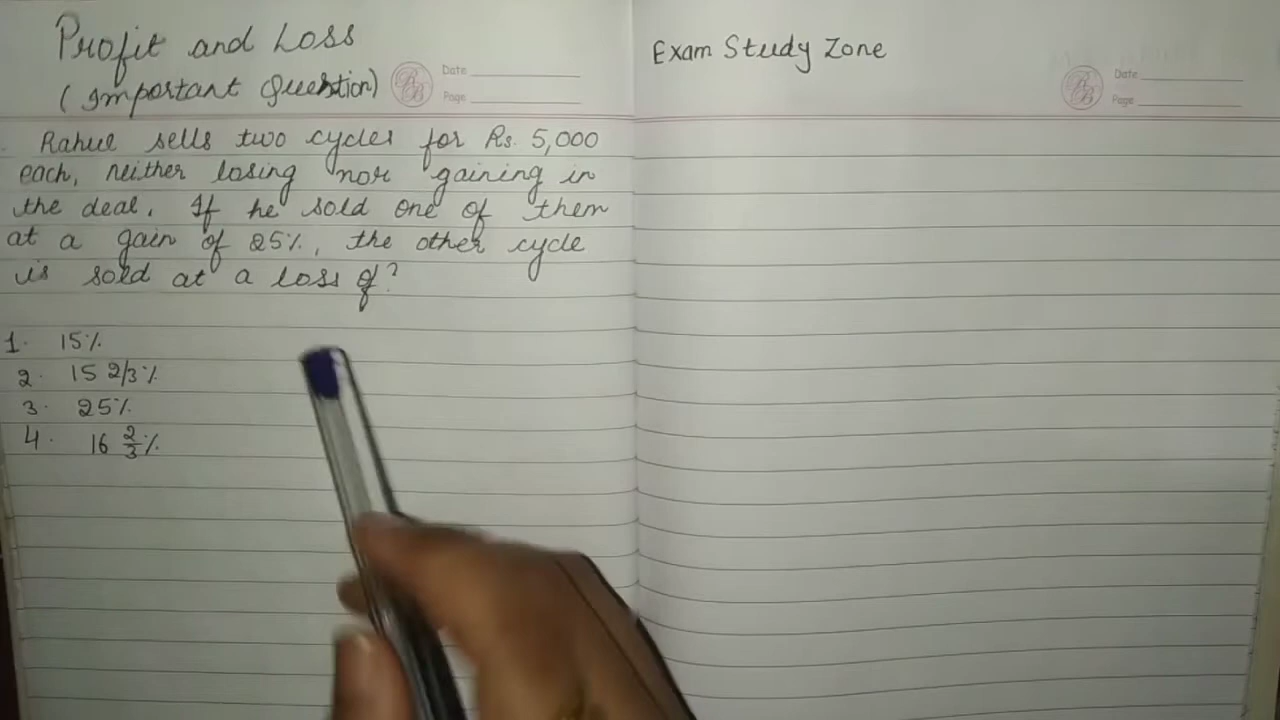 Profit and Loss
(Important Question)
Date
Page
Rahul sells two cycles for Rs. 5,000
each, neither losing nor gaining in
the deal. If he sold one of them
at a gain of 25%, the other cycle
is sold at a loss of?
1. 15%
2. 15 2/3%
3. 25%
4. 16 2/3%
Exam Study Zone
Date
Page